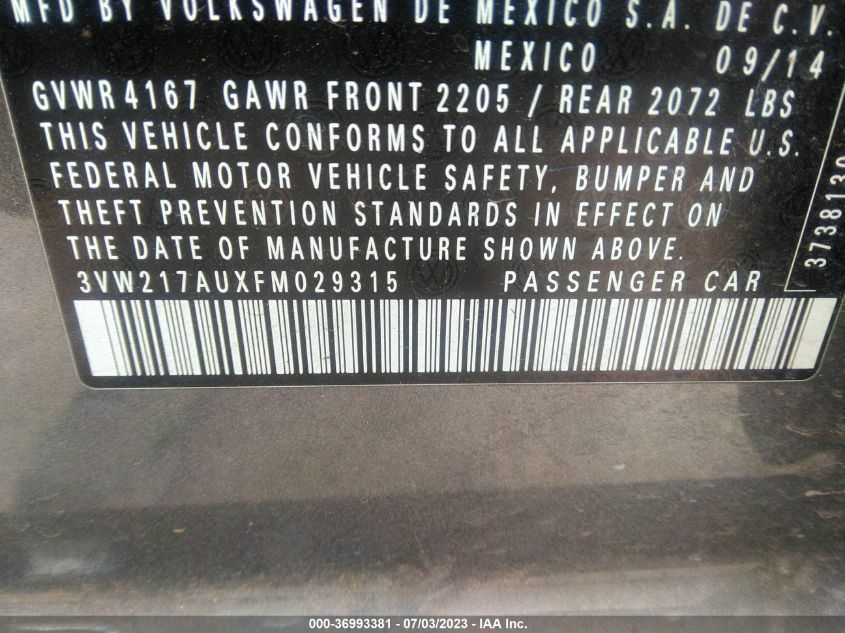 MFD BY VOLKSWAGEN DE MEXICO S.A. DE C.V.
MEXICO 09/14
GVWR 4167 GAWR FRONT 2205 / REAR 2072 LBS
THIS VEHICLE CONFORMS TO ALL APPLICABLE U.S.
FEDERAL MOTOR VEHICLE SAFETY, BUMPER AND
THEFT PREVENTION STANDARDS IN EFFECT ON
THE DATE OF MANUFACTURE SHOWN ABOVE.
3VW217AUXFM029315 PASSENGER CAR
3738130
000-36993381 - 07/03/2023 - © IAA Inc.